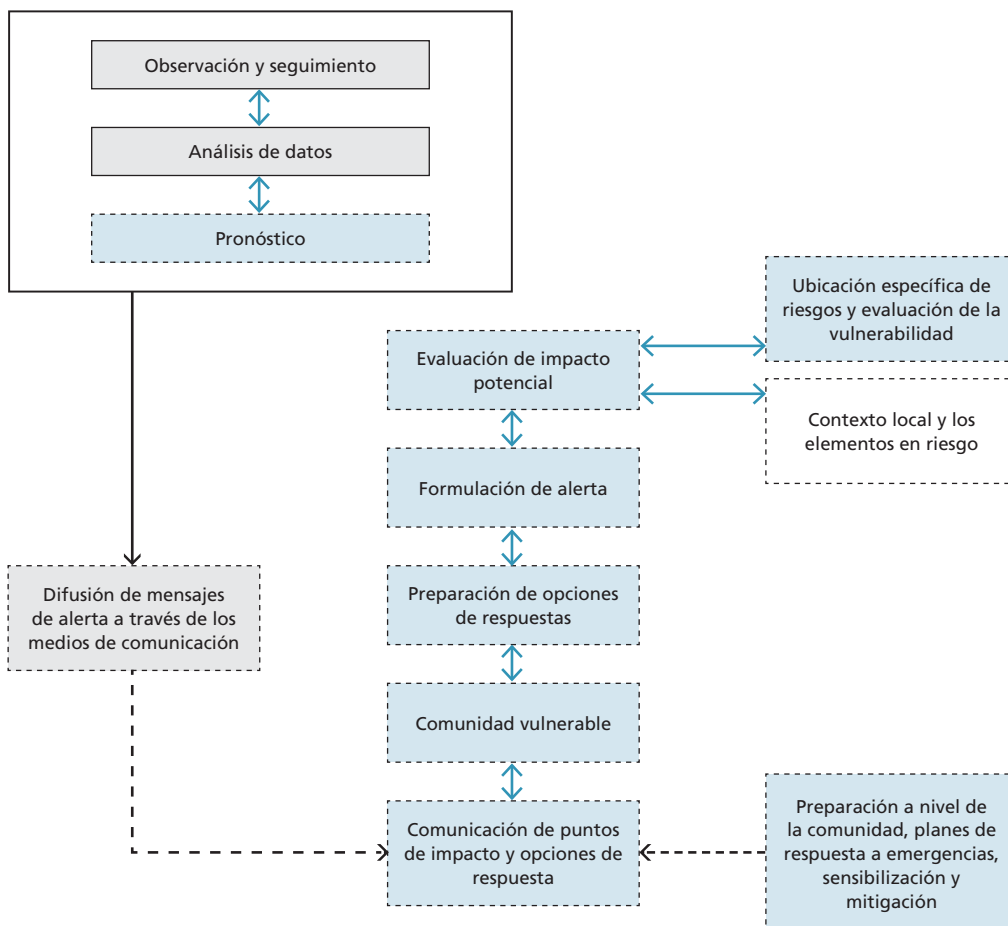 Observación y seguimiento
Análisis de datos
Pronóstico
Ubicación específica de
riesgos y evaluación de la
vulnerabilidad
Evaluación de impacto
potencial
Contexto local y los
elementos en riesgo
Formulación de alerta
Difusión de mensajes
de alerta a través de los
medios de comunicación
Preparación de opciones
de respuestas
Comunidad vulnerable
Comunicación de puntos
de impacto y opciones de
respuesta
Preparación a nivel de
la comunidad, planes de
respuesta a emergencias,
sensibilización y
mitigación